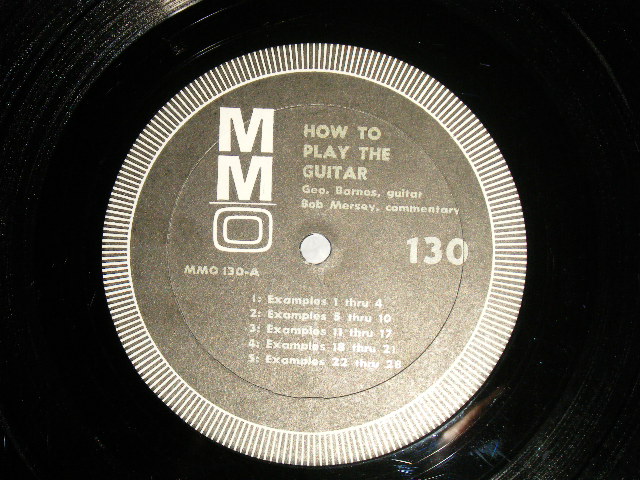 MMO
HOW TO
PLAY THE
GUITAR
Geo. Barnes, guitar
Bob Mersey, commentary
130
MMO 130-A
1: Examples 1 thru 4
2: Examples 8 thru 10
3: Examples 11 thru 17
4: Examples 18 thru 21
5: Examples 22 thru 28